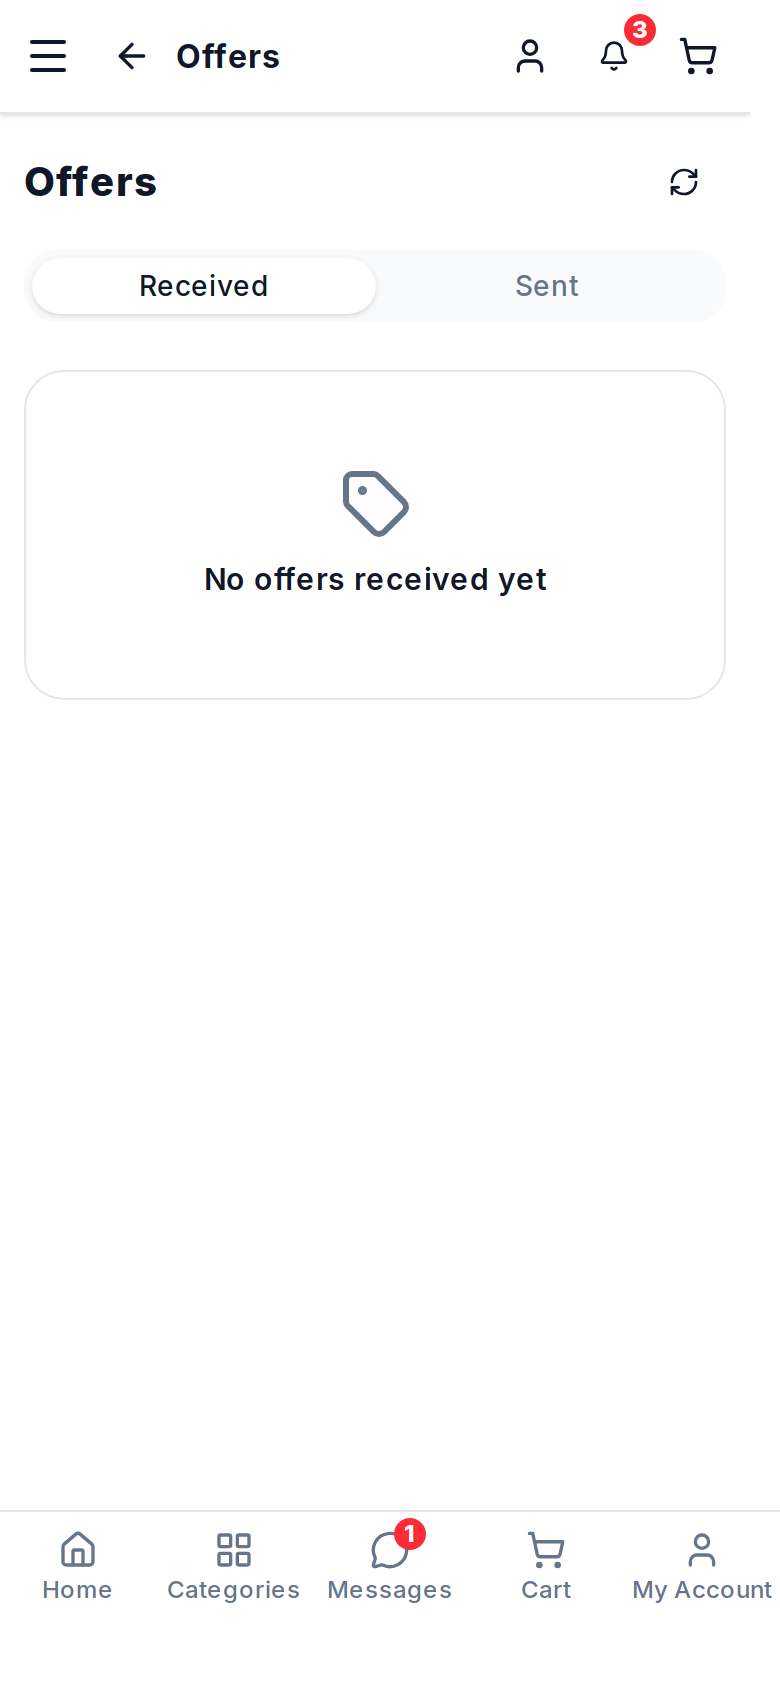 Offers
3
Offers
Received
Sent
No offers received yet
1
Home
Categories
Messages
Cart
My Account